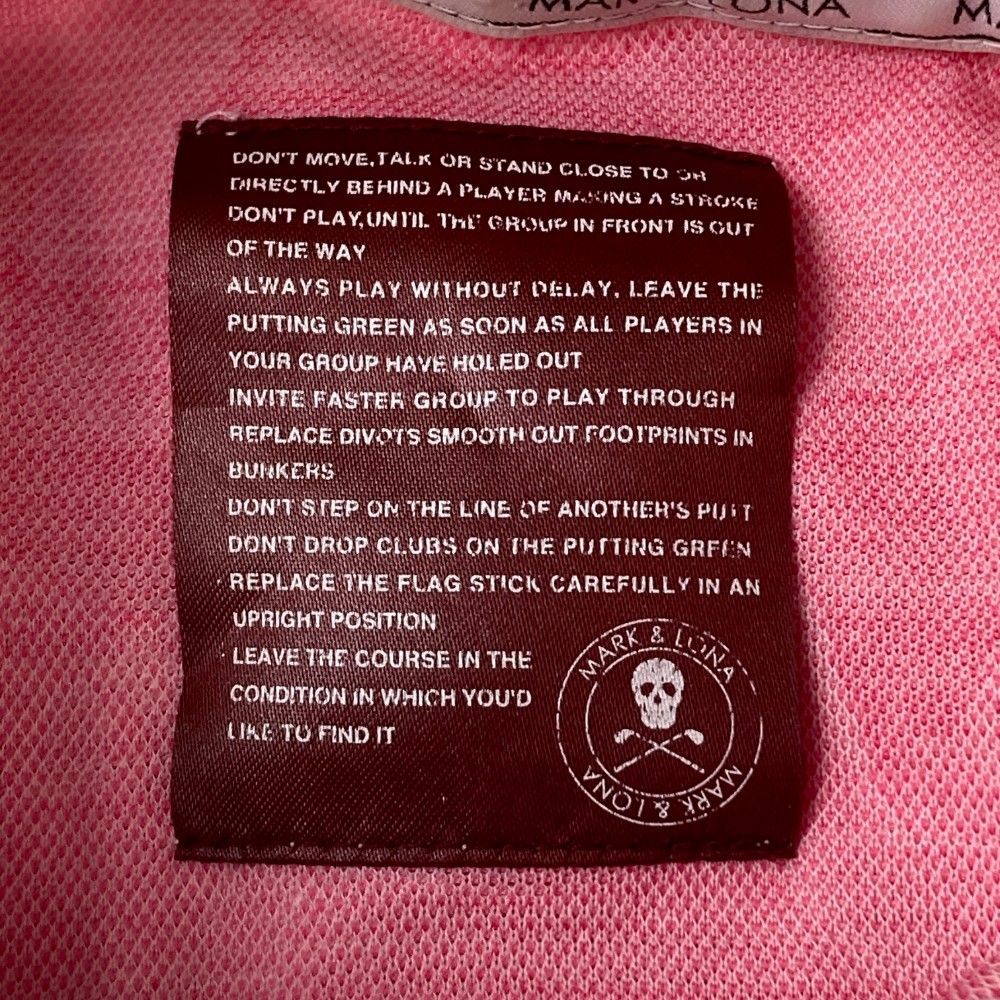 MARK & LONA M
DON'T MOVE,TALK OR STAND CLOSE TO OR
DIRECTLY BEHIND A PLAYER MAKING A STROKE
DON'T PLAY,UNTIL THE GROUP IN FRONT IS OUT
OF THE WAY
ALWAYS PLAY WITHOUT DELAY, LEAVE THE
PUTTING GREEN AS SOON AS ALL PLAYERS IN
YOUR GROUP HAVE HOLED OUT
INVITE FASTER GROUP TO PLAY THROUGH
REPLACE DIVOTS SMOOTH OUT FOOTPRINTS IN
BUNKERS
DON'T STEP ON THE LINE OF ANOTHER'S PUTT
DON'T DROP CLUBS ON THE PUTTING GREEN
REPLACE THE FLAG STICK CAREFULLY IN AN
UPRIGHT POSITION
LEAVE THE COURSE IN THE
CONDITION IN WHICH YOU'D
LIKE TO FIND IT
MARK & LONA
MARK & LONA